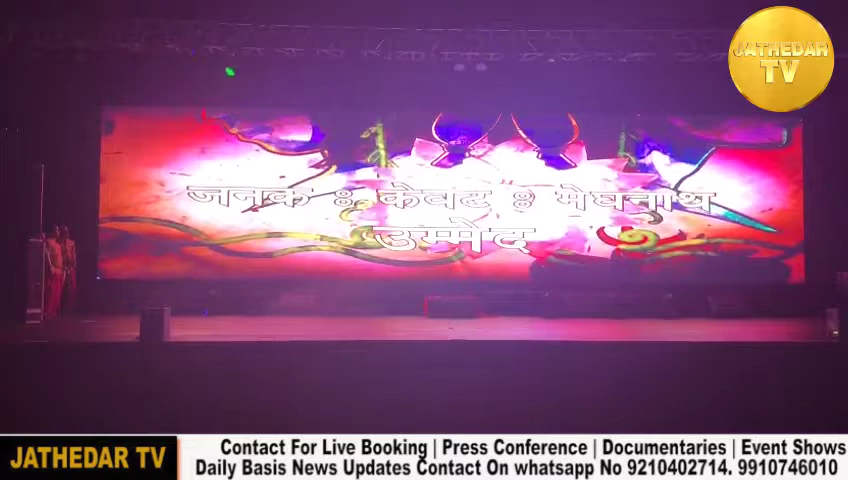 JATHEDAR
TV
जनक : केवट : मेघनाथ
उम्मेद
JATHEDAR TV
Contact For Live Booking | Press Conference | Documentaries | Event Shows
Daily Basis News Updates Contact On whatsapp No 9210402714. 9910746010